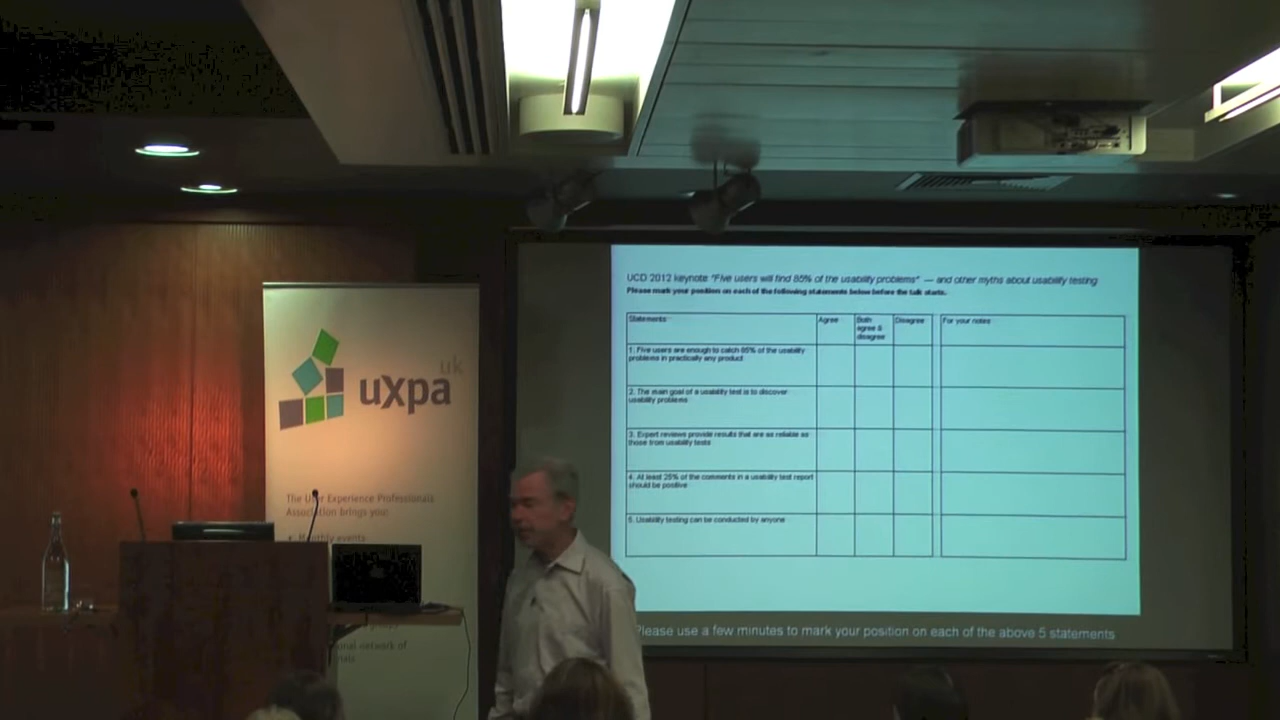 uk
uxpa
The User Experience Professionals
Association brings you:
• Monthly events
network of
UCD 2012 keynote "Five users will find 85% of the usability problems" — and other myths about usability testing
Please mark your position on each of the following statements below before the talk starts.
Statements
Agree
Both
agree &
disagree
Disagree
For your notes
1. Five users are enough to catch 85% of the usability
problems in practically any product
2. The main goal of a usability test is to discover
usability problems
3. Expert reviews provide results that are as reliable as
those from usability tests
4. At least 25% of the comments in a usability test report
should be positive
5. Usability testing can be conducted by anyone
Please use a few minutes to mark your position on each of the above 5 statements